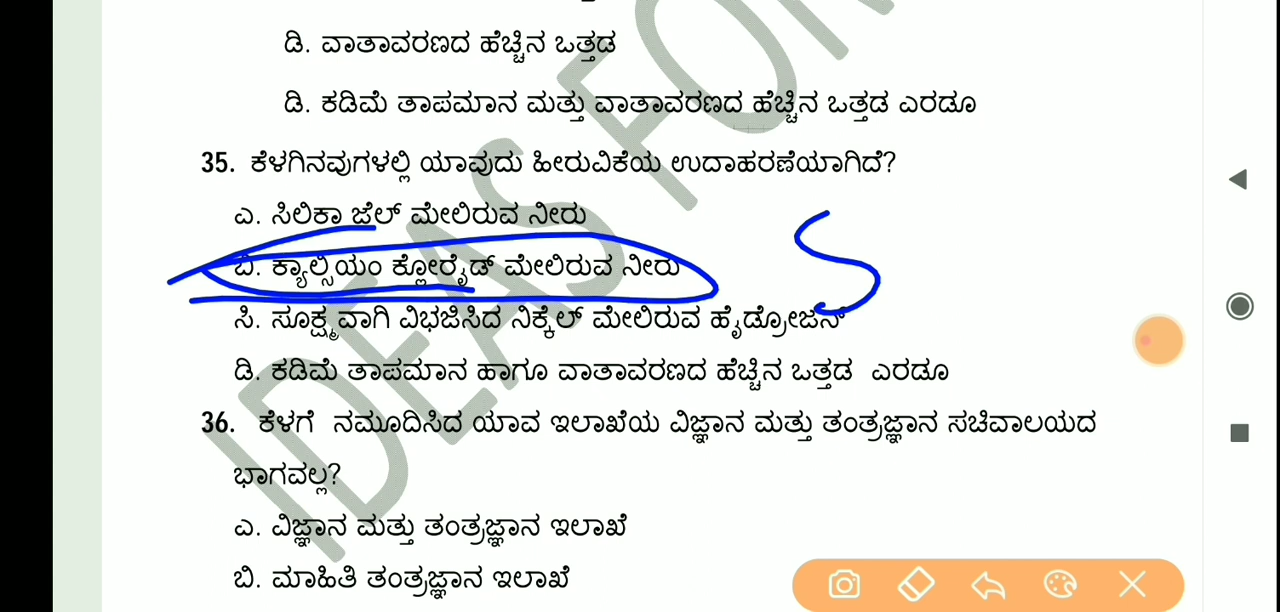 ಡಿ. ವಾತಾವರಣದ ಹೆಚ್ಚಿನ ಒತ್ತಡ
ಡಿ. ಕಡಿಮೆ ತಾಪಮಾನ ಮತ್ತು ವಾತಾವರಣದ ಹೆಚ್ಚಿನ ಒತ್ತಡ ಎರಡೂ
35. ಕೆಳಗಿನವುಗಳಲ್ಲಿ ಯಾವುದು ಹೀರುವಿಕೆಯ ಉದಾಹರಣೆಯಾಗಿದೆ?
ಎ. ಸಿಲಿಕಾ ಜೆಲ್ ಮೇಲಿರುವ ನೀರು
ಬಿ. ಕ್ಯಾಲ್ಸಿಯಂ ಕ್ಲೋರೈಡ್ ಮೇಲಿರುವ ನೀರು
ಸಿ. ಸೂಕ್ಷ್ಮವಾಗಿ ವಿಭಜಿಸಿದ ನಿಕ್ಕೆಲ್ ಮೇಲಿರುವ ಹೈಡ್ರೋಜನ್
ಡಿ. ಕಡಿಮೆ ತಾಪಮಾನ ಹಾಗೂ ವಾತಾವರಣದ ಹೆಚ್ಚಿನ ಒತ್ತಡ ಎರಡೂ
36. ಕೆಳಗೆ ನಮೂದಿಸಿದ ಯಾವ ಇಲಾಖೆಯ ವಿಜ್ಞಾನ ಮತ್ತು ತಂತ್ರಜ್ಞಾನ ಸಚಿವಾಲಯದ
ಭಾಗವಲ್ಲ?
ಎ. ವಿಜ್ಞಾನ ಮತ್ತು ತಂತ್ರಜ್ಞಾನ ಇಲಾಖೆ
ಬಿ. ಮಾಹಿತಿ ತಂತ್ರಜ್ಞಾನ ಇಲಾಖೆ
IDEAS FOR